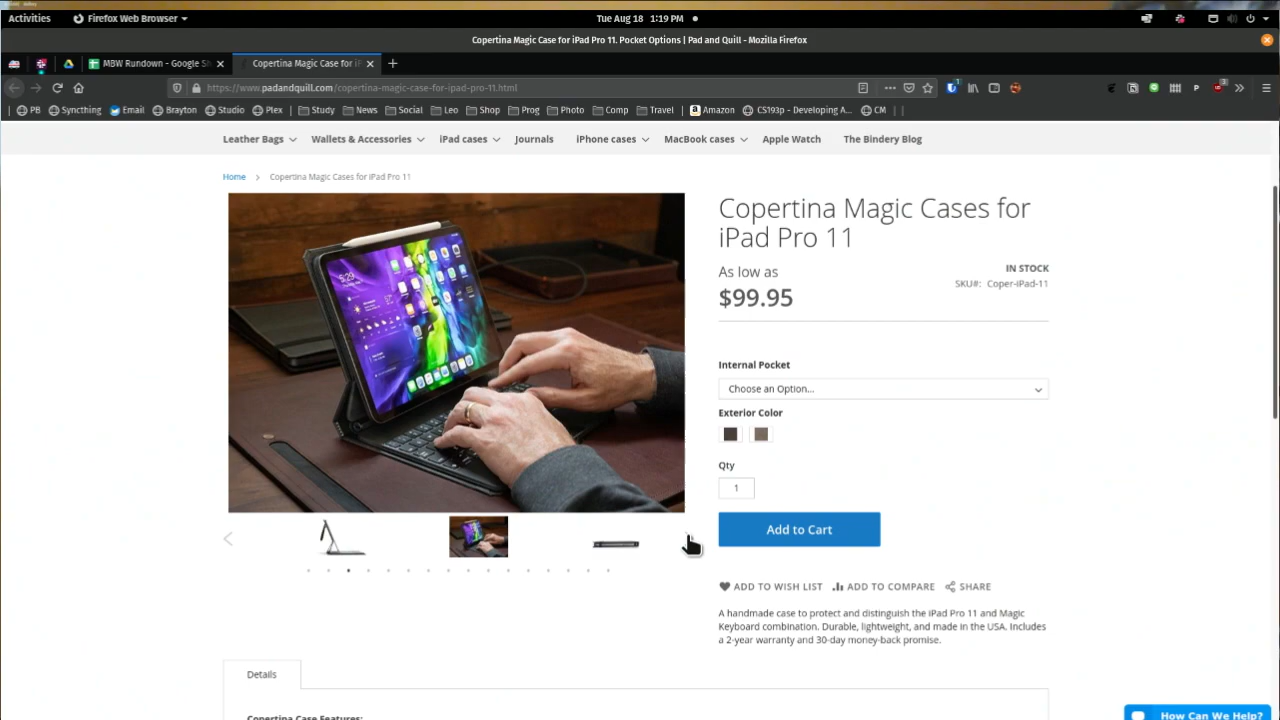 Activities
Firefox Web Browser
Tue Aug 18 1:19 PM
Copertina Magic Case for iPad Pro 11. Pocket Options | Pad and Quill - Mozilla Firefox
MBW Rundown - Google Sh
Copertina Magic Case for iP
https://www.padandquill.com/copertina-magic-case-for-ipad-pro-11.html
PB Syncthing Email Brayton Studio Plex Study News Social Leo Shop Prog Photo Comp Travel Amazon CS193p - Developing A... CM
Leather Bags Wallets & Accessories iPad cases Journals iPhone cases MacBook cases Apple Watch The Bindery Blog
Home > Copertina Magic Cases for iPad Pro 11
Copertina Magic Cases for
iPad Pro 11
As low as
$99.95
IN STOCK
SKU#: Coper-iPad-11
5:29
Internal Pocket
Choose an Option...
Exterior Color
Qty
1
Add to Cart
ADD TO WISH LIST ADD TO COMPARE SHARE
A handmade case to protect and distinguish the iPad Pro 11 and Magic
Keyboard combination. Durable, lightweight, and made in the USA. Includes
a 2-year warranty and 30-day money-back promise.
Details
Copertina Case Features:
How Can We Help?